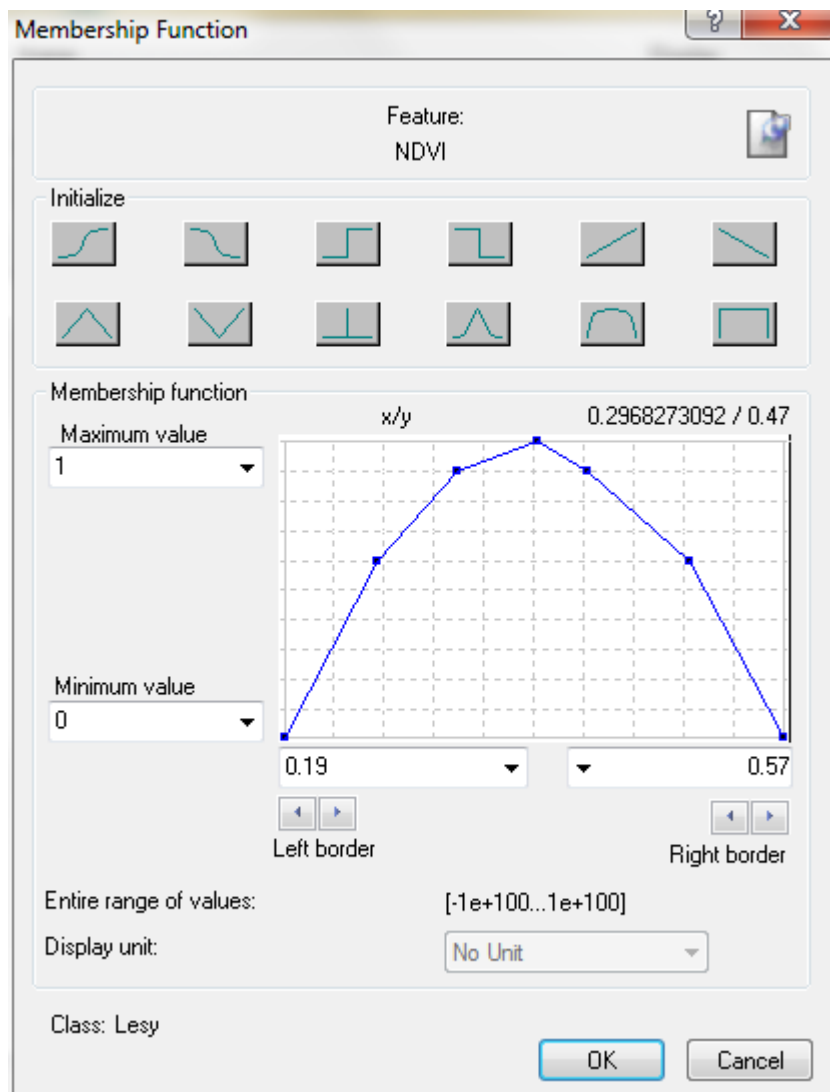 Membership Function
Feature:
NDVI
Initialize
Membership function
x/y 0.2968273092 / 0.47
Maximum value
1
Minimum value
0
0.19 0.57
Left border
Right border
Entire range of values: [-1e+100...1e+100]
Display unit: No Unit
Class: Lesy
OK Cancel